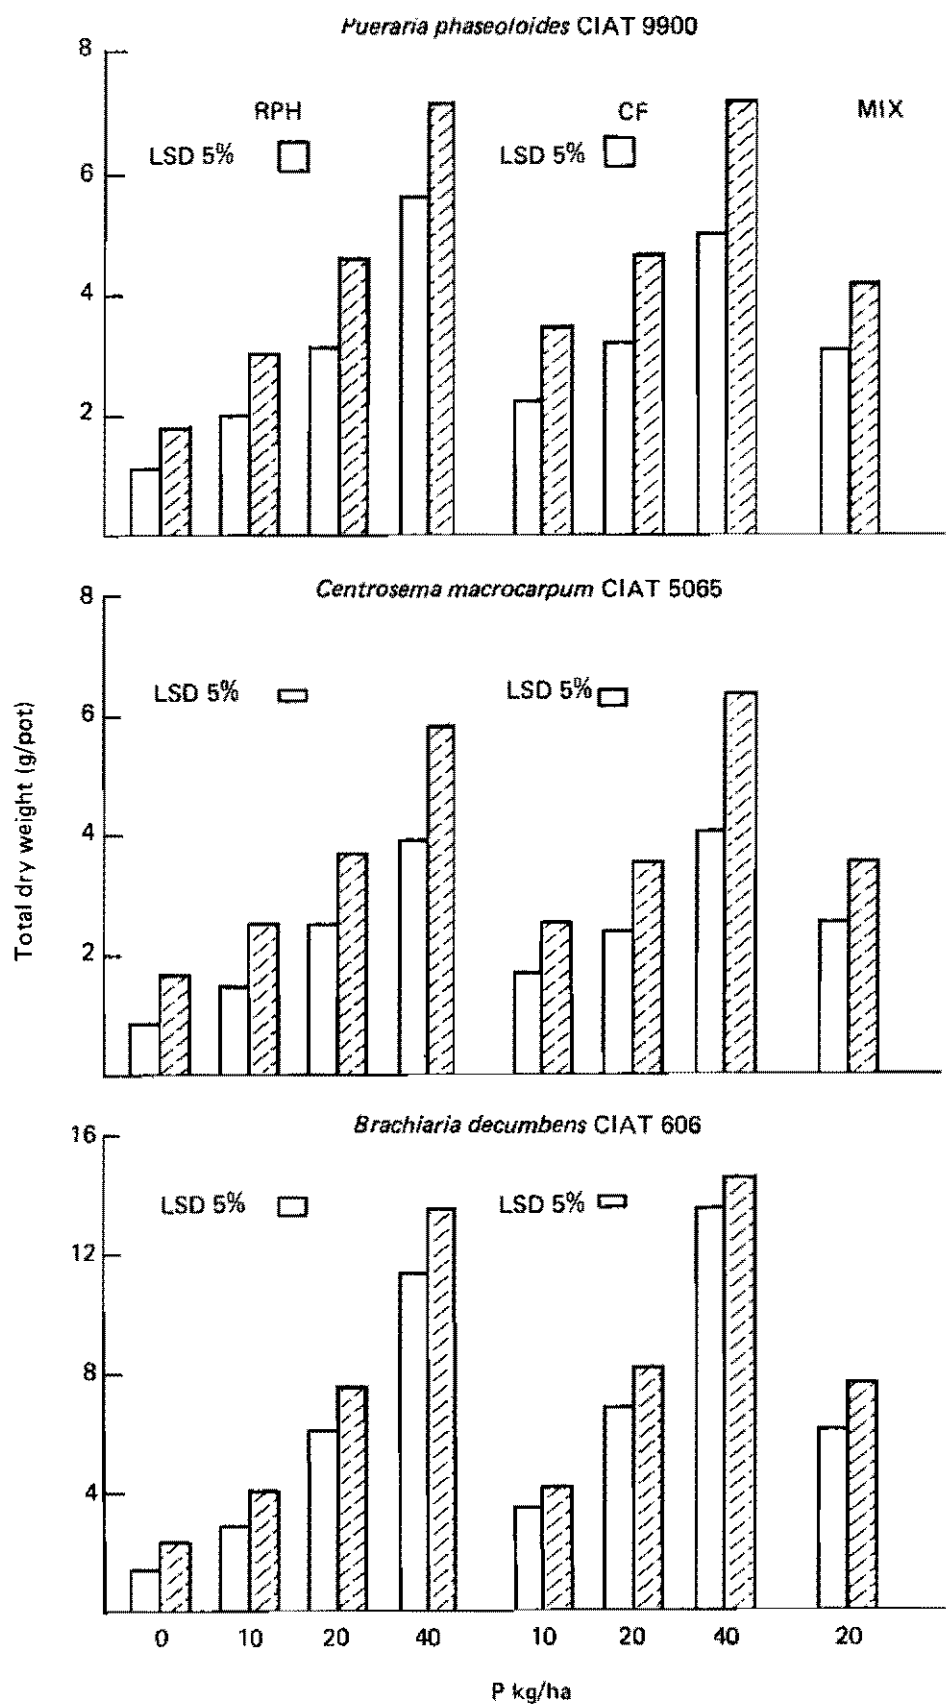 Pueraria phaseoloides CIAT 9900
8
RPH
CF
MIX
LSD 5%
LSD 5%
6
4
2
Centrosema macrocarpum CIAT 5065
8
LSD 5%
LSD 5%
6
4
2
Total dry weight (g/pot)
Brachiaria decumbens CIAT 606
16
LSD 5%
LSD 5%
12
8
4
0 10 20 40 10 20 40 20
P kg/ha